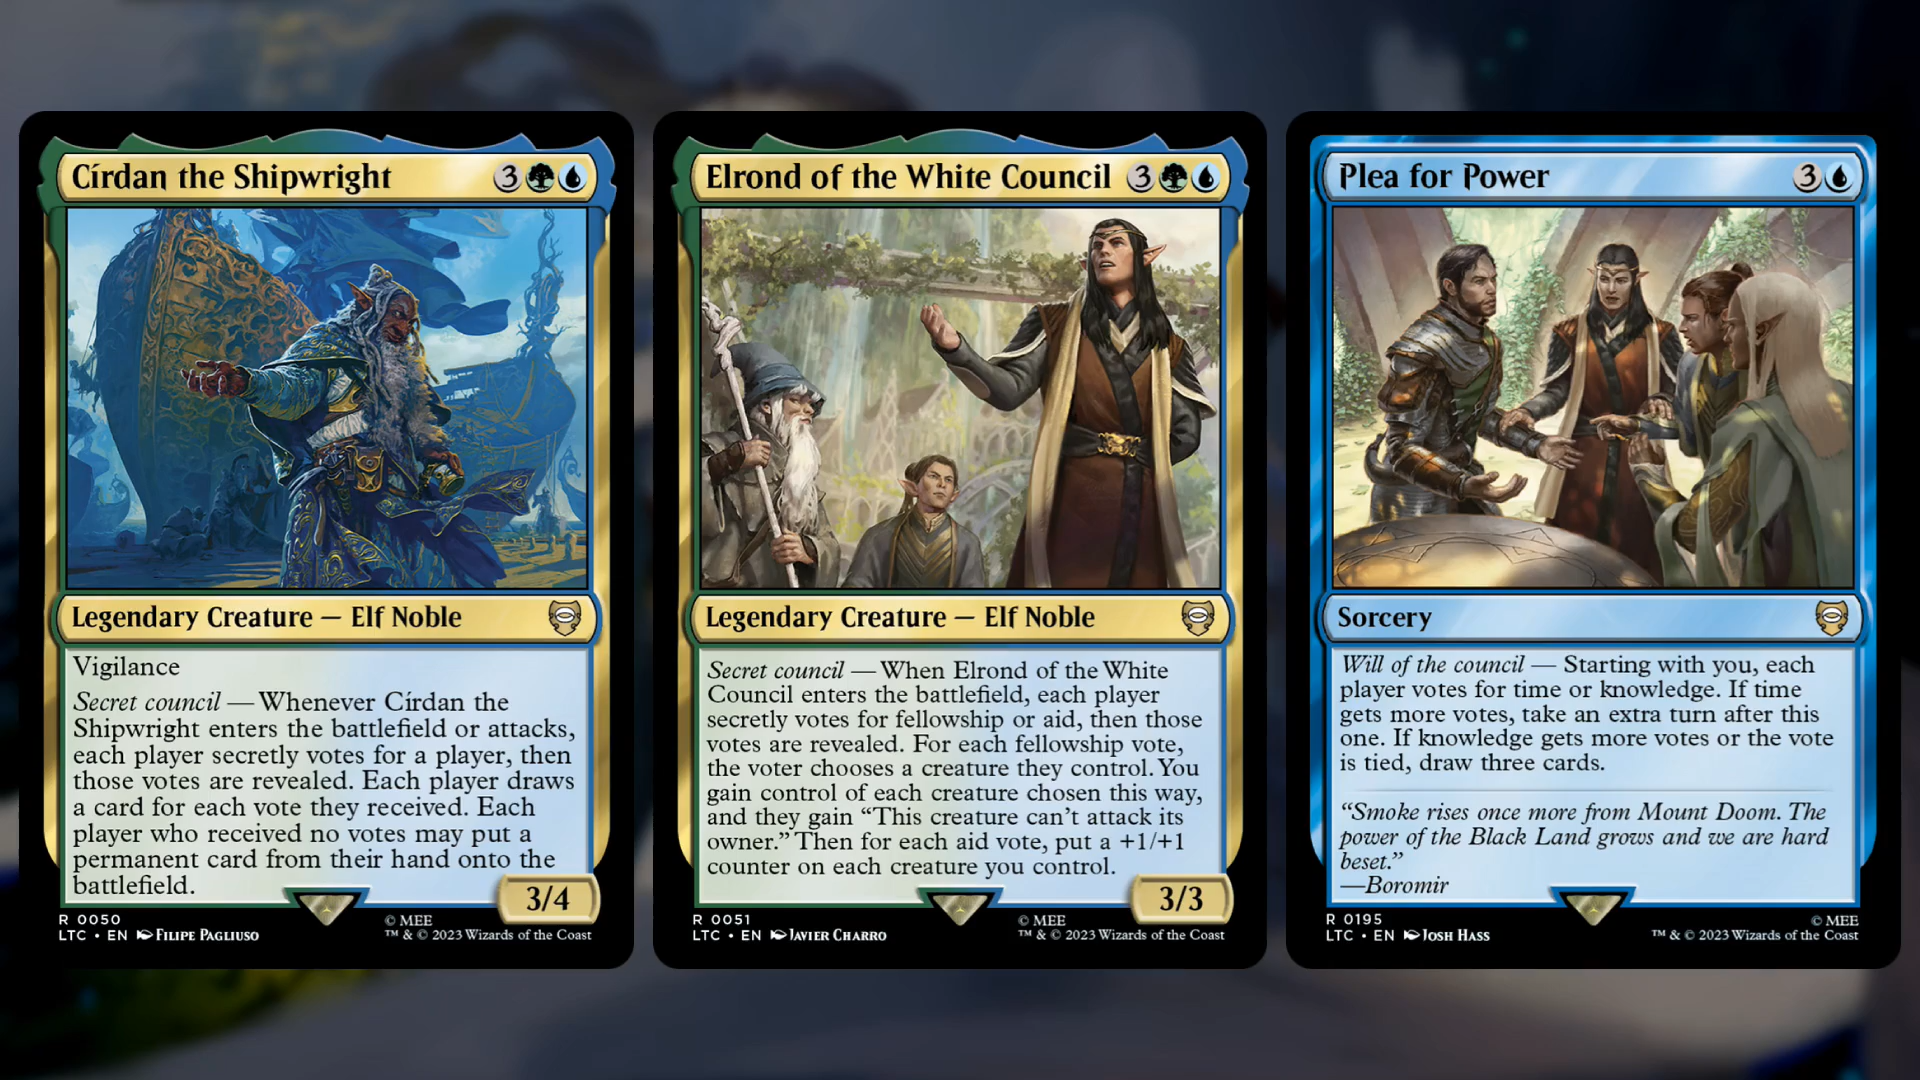 Círdan the Shipwright 3
Legendary Creature — Elf Noble
Vigilance
Secret council — Whenever Círdan the
Shipwright enters the battlefield or attacks,
each player secretly votes for a player, then
those votes are revealed. Each player draws
a card for each vote they received. Each
player who received no votes may put a
permanent card from their hand onto the
battlefield.
3/4
R 0050
LTC • EN Filipe Pagliuso
© MEE
™ & © 2023 Wizards of the Coast
Elrond of the White Council 3
Legendary Creature — Elf Noble
Secret council — When Elrond of the White
Council enters the battlefield, each player
secretly votes for fellowship or aid, then those
votes are revealed. For each fellowship vote,
the voter chooses a creature they control. You
gain control of each creature chosen this way,
and they gain “This creature can’t attack its
owner.” Then for each aid vote, put a +1/+1
counter on each creature you control.
3/3
R 0051
LTC • EN Javier Charro
© MEE
™ & © 2023 Wizards of the Coast
Plea for Power 3
Sorcery
Will of the council — Starting with you, each
player votes for time or knowledge. If time
gets more votes, take an extra turn after this
one. If knowledge gets more votes or the vote
is tied, draw three cards.
“Smoke rises once more from Mount Doom. The
power of the Black Land grows and we are hard
beset.”
—Boromir
R 0195
LTC • EN Josh Hass
© MEE
™ & © 2023 Wizards of the Coast